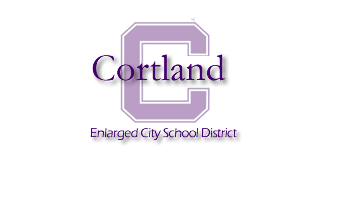 Cortland
C
Enlarged City School District